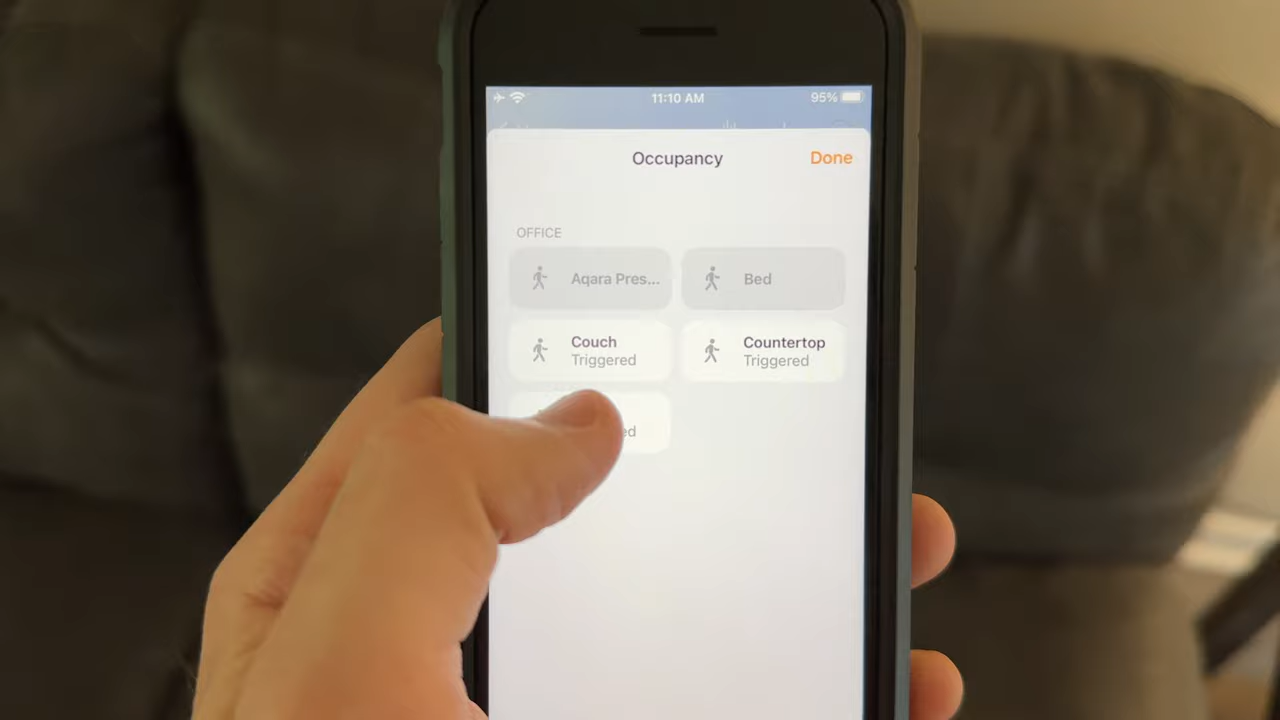 11:10 AM
95%
Occupancy
Done
OFFICE
Aqara Pres...
Bed
Couch
Triggered
Countertop
Triggered